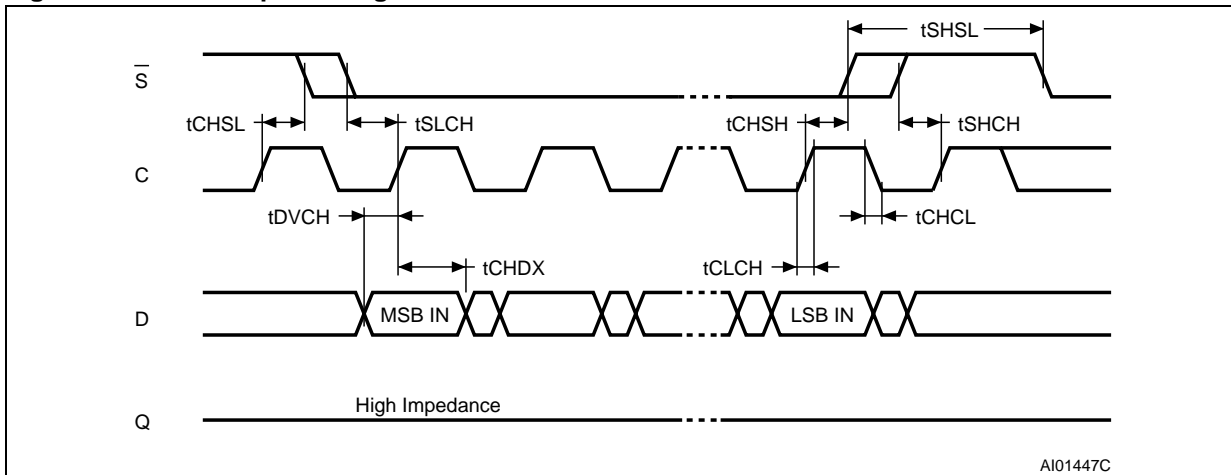 tSHSL
S̅
tCHSL
tSLCH
tCHSH
tSHCH
C
tDVCH
tCHCL
tCHDX
tCLCH
D
MSB IN
LSB IN
High Impedance
Q
AI01447C